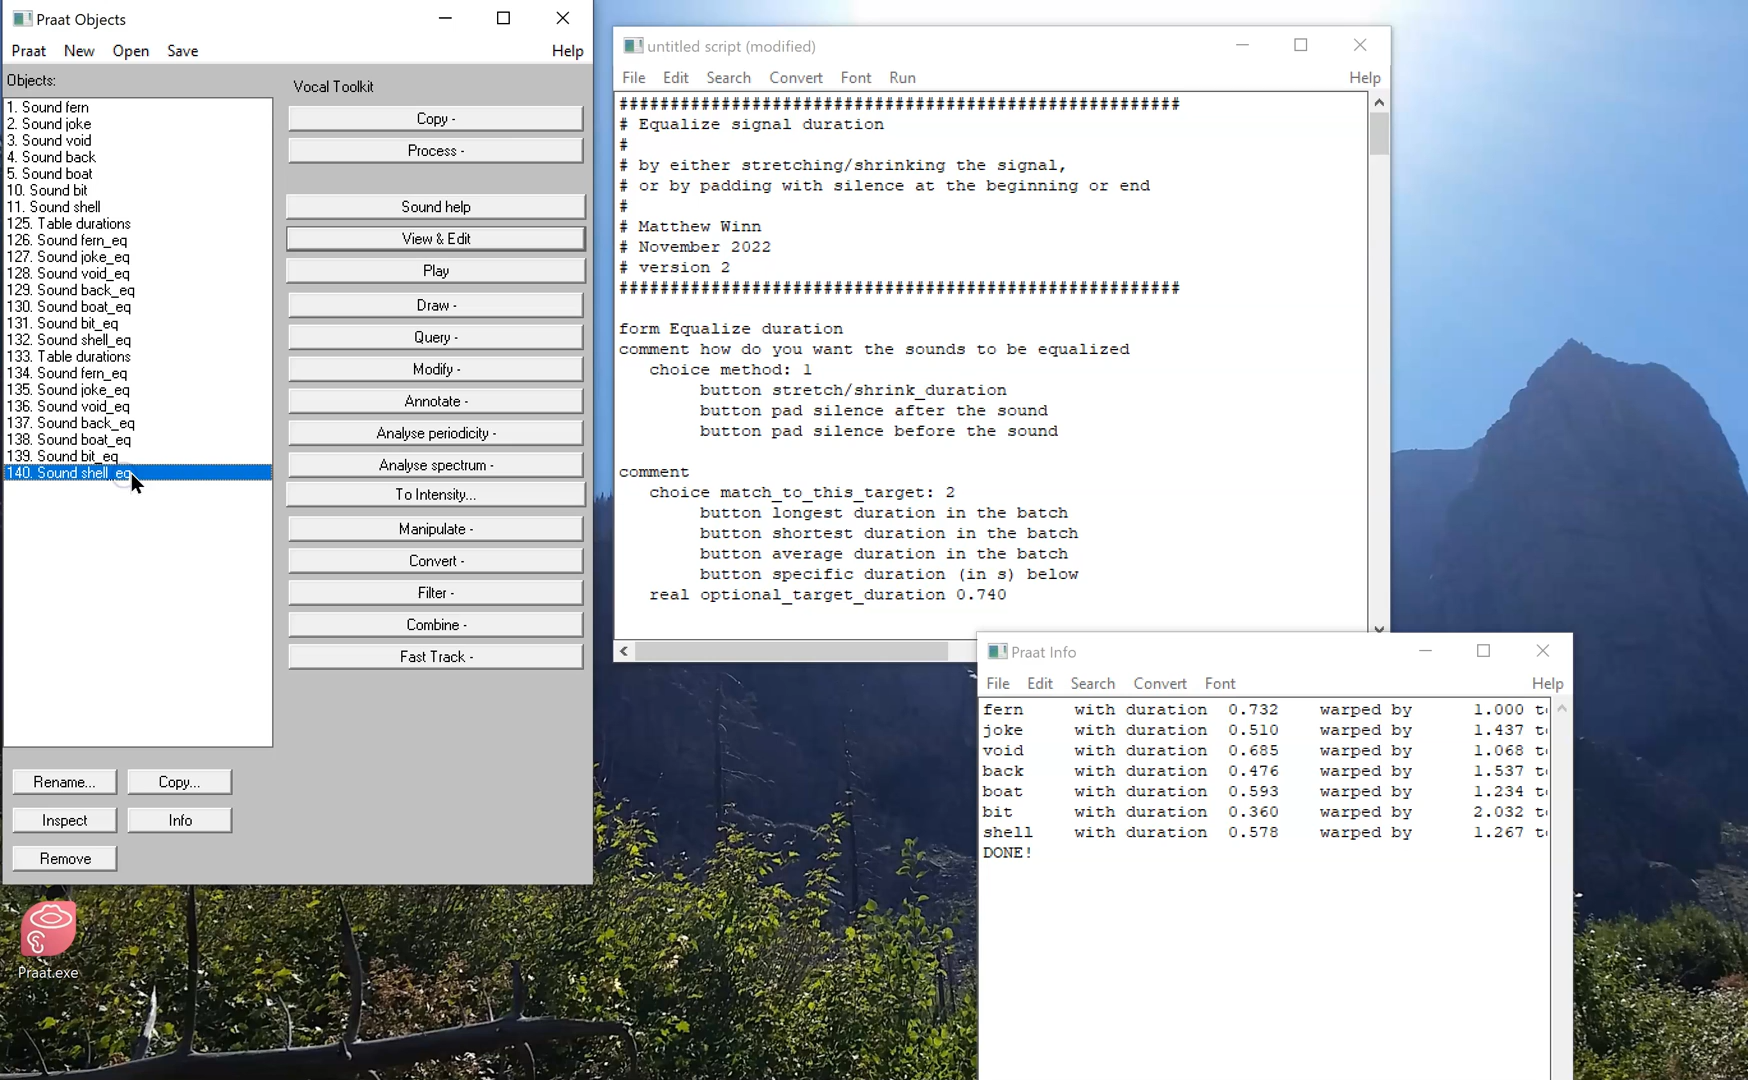 Praat Objects
Praat New Open Save Help
Objects:
1. Sound fern
2. Sound joke
3. Sound void
4. Sound back
5. Sound boat
10. Sound bit
11. Sound shell
125. Table durations
126. Sound fern_eq
127. Sound joke_eq
128. Sound void_eq
129. Sound back_eq
130. Sound boat_eq
131. Sound bit_eq
132. Sound shell_eq
133. Table durations
134. Sound fern_eq
135. Sound joke_eq
136. Sound void_eq
137. Sound back_eq
138. Sound boat_eq
139. Sound bit_eq
140. Sound shell_eq
Rename... Copy...
Inspect Info
Remove
Vocal Toolkit
Copy -
Process -
Sound help
View & Edit
Play
Draw -
Query -
Modify -
Annotate -
Analyse periodicity -
Analyse spectrum -
To Intensity...
Manipulate -
Convert -
Filter -
Combine -
Fast Track -
Praat.exe
untitled script (modified)
File Edit Search Convert Font Run Help
######################################################
# Equalize signal duration
#
# by either stretching/shrinking the signal,
# or by padding with silence at the beginning or end
#
# Matthew Winn
# November 2022
# version 2
######################################################
form Equalize duration
comment how do you want the sounds to be equalized
choice method: 1
button stretch/shrink_duration
button pad silence after the sound
button pad silence before the sound
comment
choice match_to_this_target: 2
button longest duration in the batch
button shortest duration in the batch
button average duration in the batch
button specific duration (in s) below
real optional_target_duration 0.740
Praat Info
File Edit Search Convert Font Help
fern with duration 0.732 warped by 1.000
joke with duration 0.510 warped by 1.437
void with duration 0.685 warped by 1.068
back with duration 0.476 warped by 1.537
boat with duration 0.593 warped by 1.234
bit with duration 0.360 warped by 2.032
shell with duration 0.578 warped by 1.267
DONE!